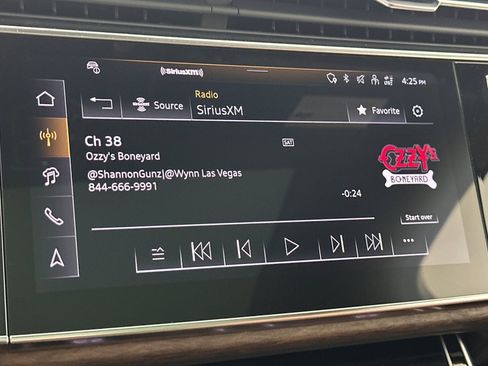 ((SiriusXM))
LTE
4:25 PM
Radio
SiriusXM
Source
Favorite
Ch 38
SAT
Ozzy's Boneyard
@ShannonGunz|@Wynn Las Vegas
844-666-9991
OZZY'S
BONEYARD
-0:24
Start over